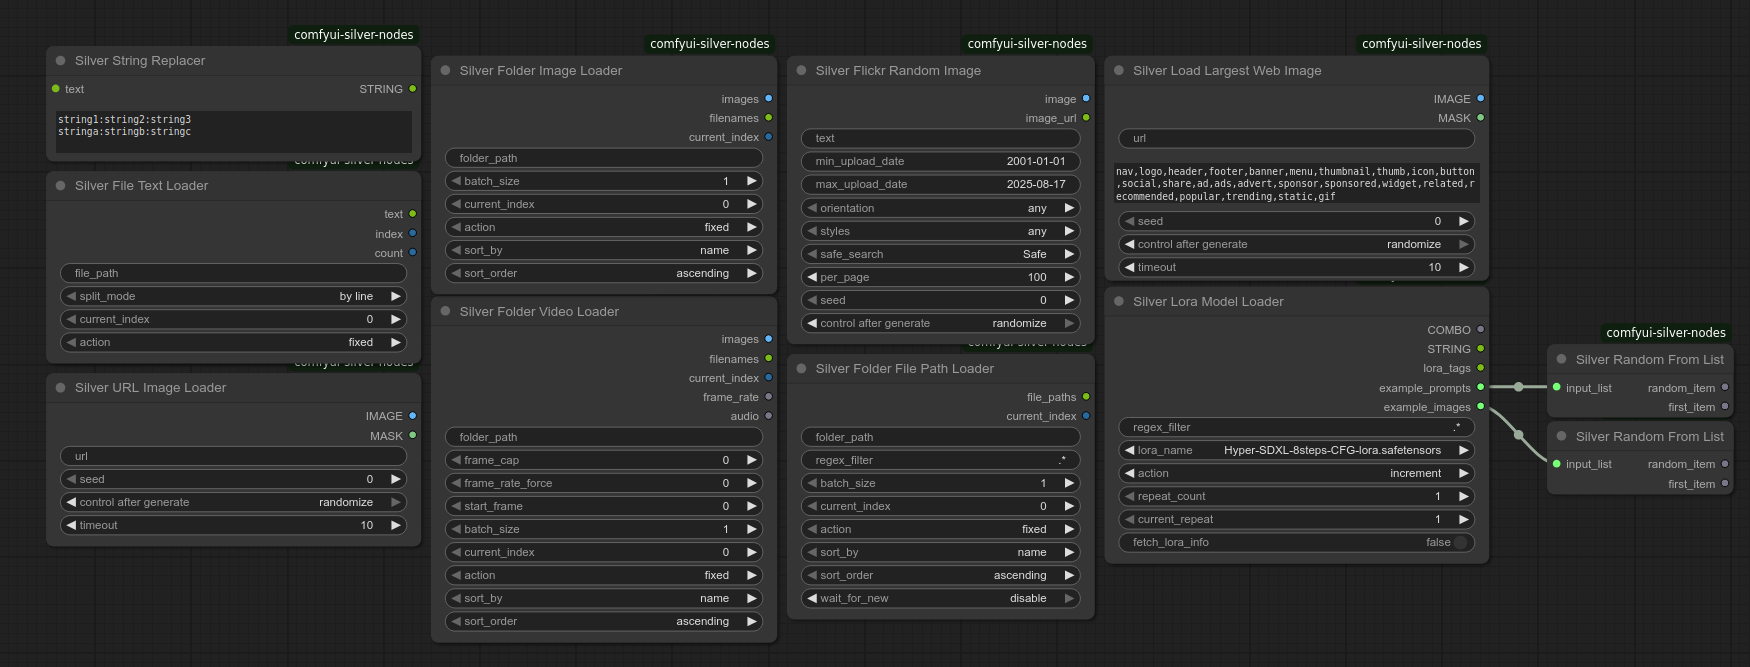 comfyui-silver-nodes
Silver String Replacer
text STRING
string1:string2:string3
stringa:stringb:stringc
comfyui-silver-nodes
Silver File Text Loader
text
index
count
file_path
split_mode by line
current_index 0
action fixed
comfyui-silver-nodes
Silver URL Image Loader
IMAGE
MASK
url
seed 0
control after generate randomize
timeout 10
comfyui-silver-nodes
Silver Folder Image Loader
images
filenames
current_index
folder_path
batch_size 1
current_index 0
action fixed
sort_by name
sort_order ascending
Silver Folder Video Loader
images
filenames
current_index
frame_rate
audio
folder_path
frame_cap 0
frame_rate_force 0
start_frame 0
batch_size 1
current_index 0
action fixed
sort_by name
sort_order ascending
comfyui-silver-nodes
Silver Flickr Random Image
image
image_url
text
min_upload_date 2001-01-01
max_upload_date 2025-08-17
orientation any
styles any
safe_search Safe
per_page 100
seed 0
control after generate randomize
comfyui-silver-nodes
Silver Folder File Path Loader
file_paths
current_index
folder_path
regex_filter .*
batch_size 1
current_index 0
action fixed
sort_by name
sort_order ascending
wait_for_new disable
comfyui-silver-nodes
Silver Load Largest Web Image
IMAGE
MASK
url
nav,logo,header,footer,banner,menu,thumbnail,thumb,icon,button
,social,share,ad,ads,advert,sponsor,sponsored,widget,related,r
ecommended,popular,trending,static,gif
seed 0
control after generate randomize
timeout 10
Silver Lora Model Loader
COMBO
STRING
lora_tags
example_prompts
example_images
regex_filter .*
lora_name Hyper-SDXL-8steps-CFG-lora.safetensors
action increment
repeat_count 1
current_repeat 1
fetch_lora_info false
comfyui-silver-nodes
Silver Random From List
input_list random_item
first_item
Silver Random From List
input_list random_item
first_item